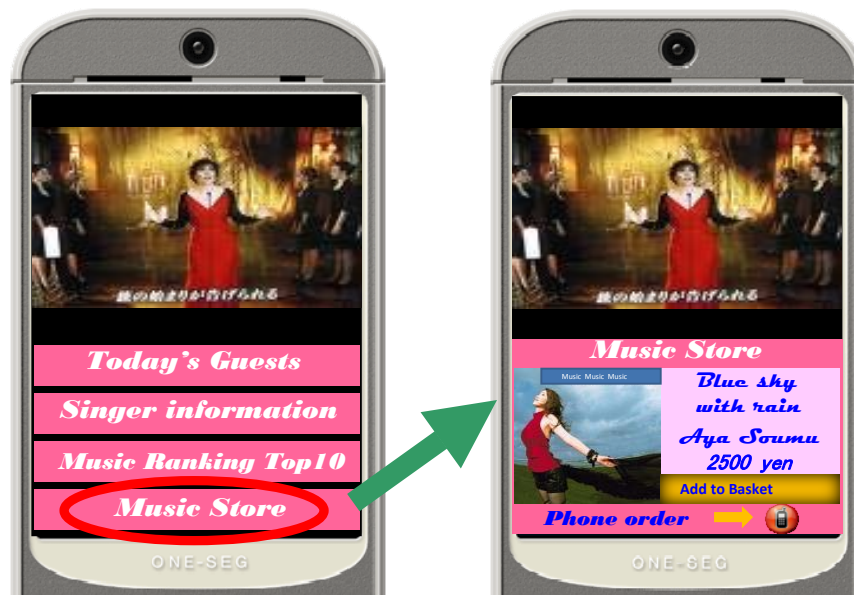 旅の始まりが告げられる
Today's Guests
Singer information
Music Ranking Top10
Music Store
ONE-SEG
旅の始まりが告げられる
Music Store
Music Music Music
Blue sky
with rain
Aya Soumu
2500 yen
Add to Basket
Phone order
ONE-SEG